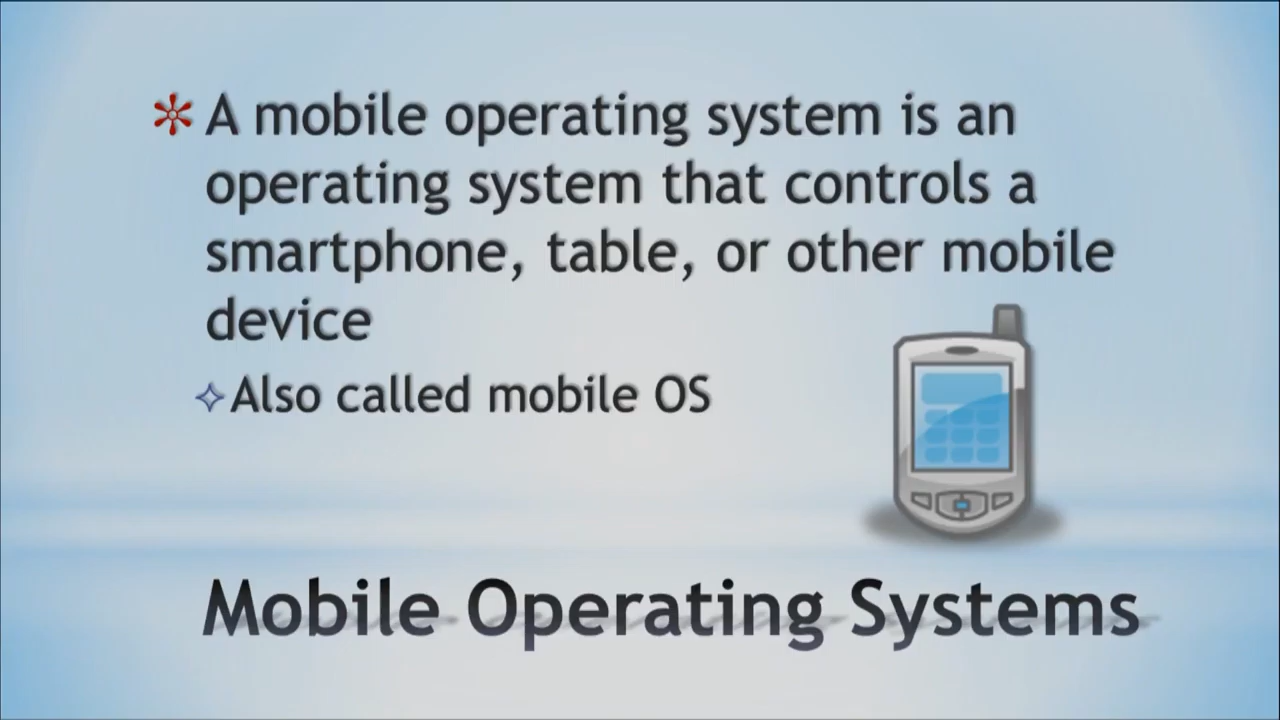 A mobile operating system is an
operating system that controls a
smartphone, table, or other mobile
device
Also called mobile OS
Mobile Operating Systems